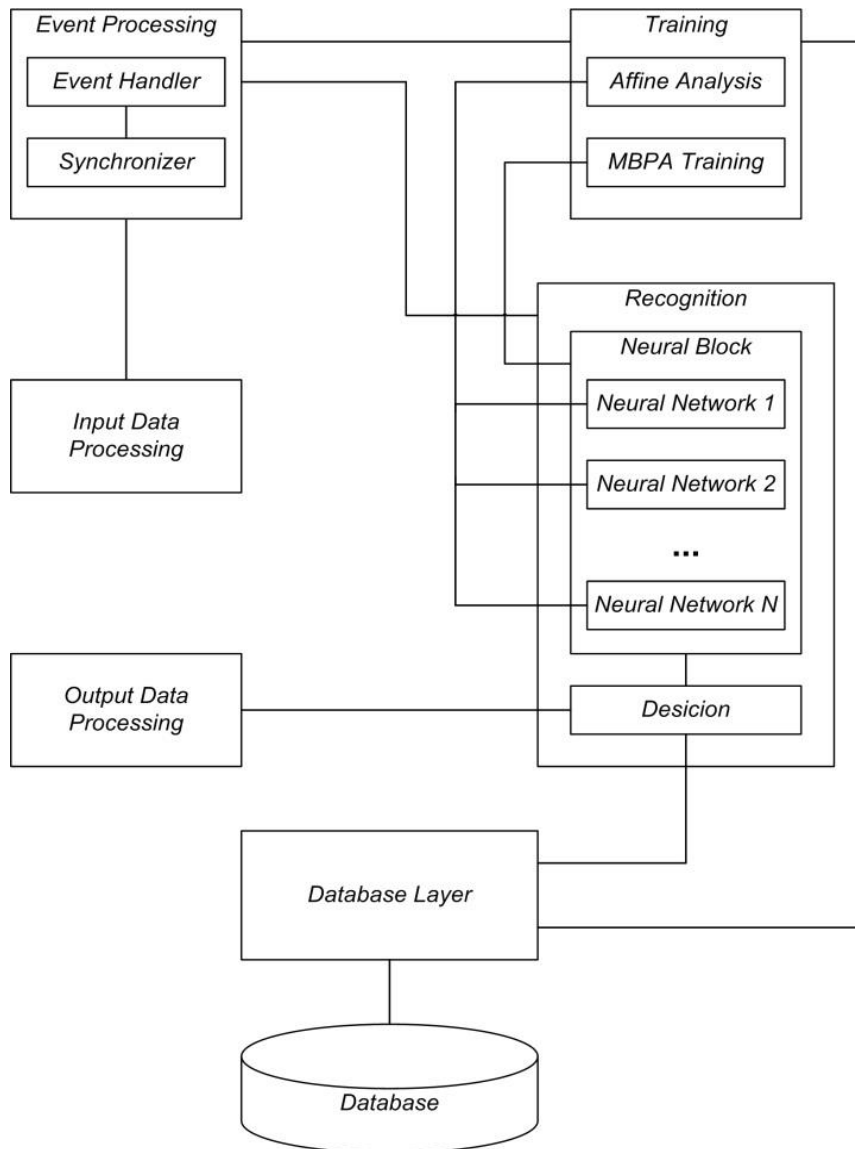 Event Processing
Event Handler
Synchronizer
Training
Affine Analysis
MBPA Training
Recognition
Neural Block
Neural Network 1
Neural Network 2
...
Neural Network N
Desicion
Input Data
Processing
Output Data
Processing
Database Layer
Database